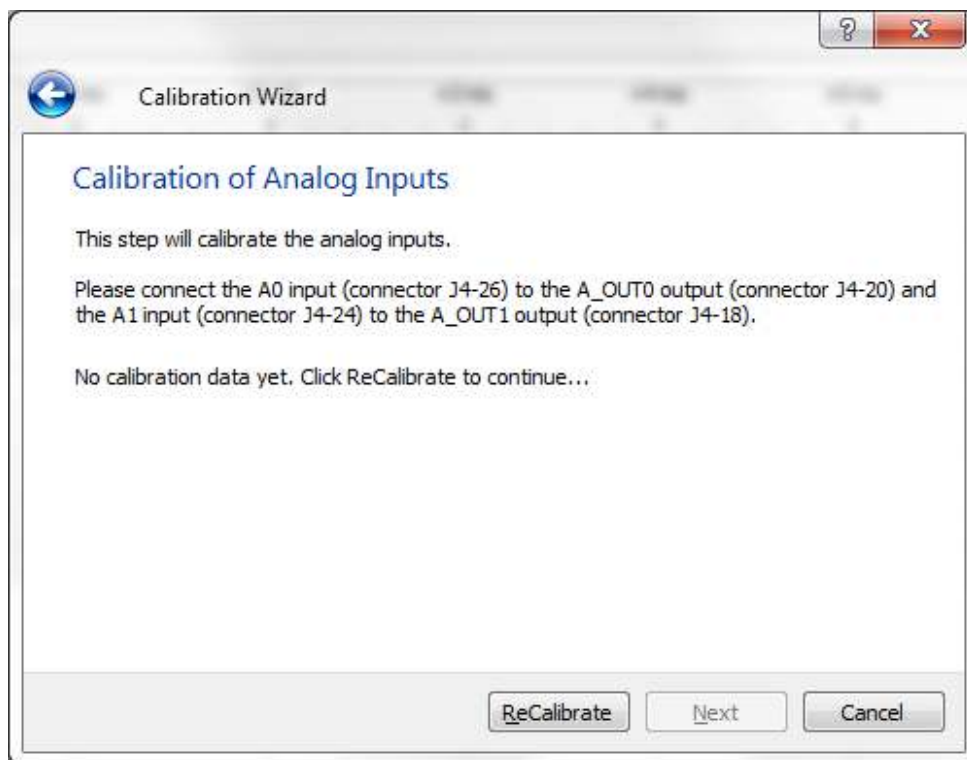 ?
Calibration Wizard
Calibration of Analog Inputs
This step will calibrate the analog inputs.
Please connect the A0 input (connector J4-26) to the A_OUT0 output (connector J4-20) and
the A1 input (connector J4-24) to the A_OUT1 output (connector J4-18).
No calibration data yet. Click ReCalibrate to continue...
ReCalibrate
Next
Cancel